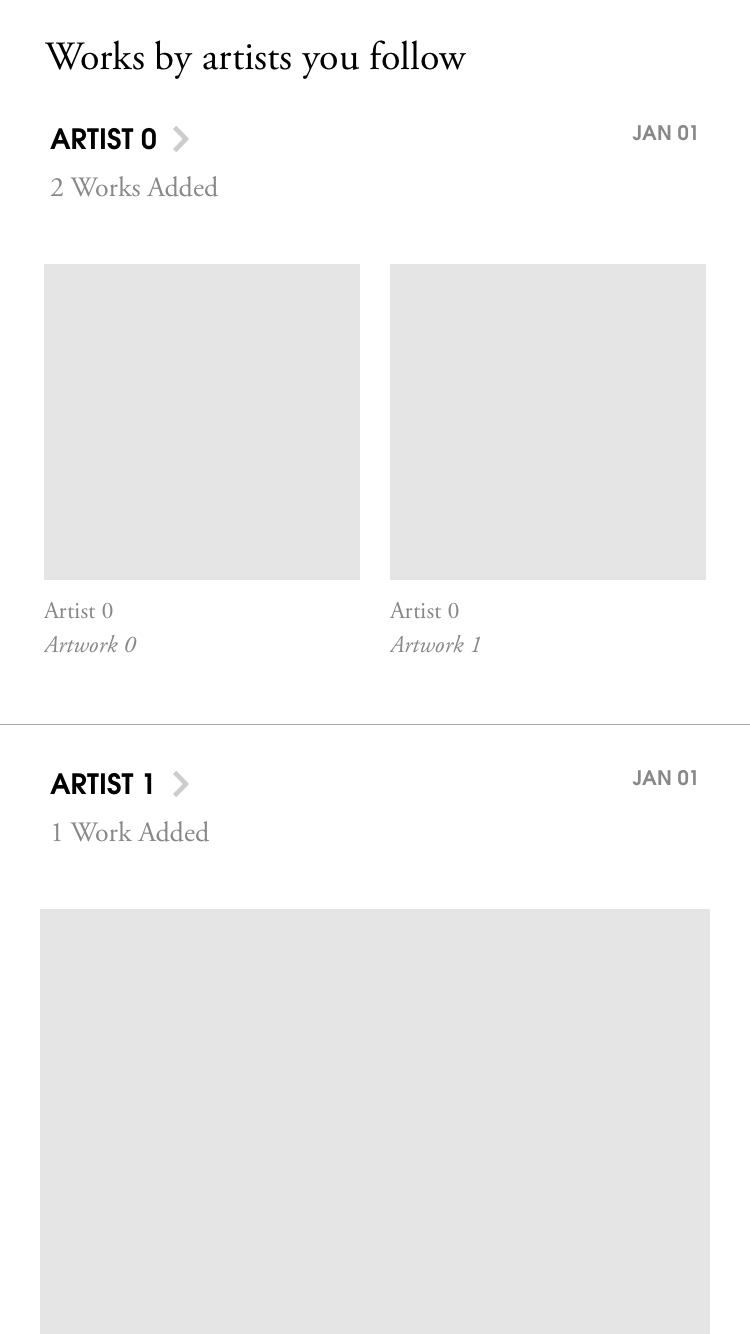 Works by artists you follow
ARTIST 0
JAN 01
2 Works Added
Artist 0
Artwork 0
Artist 0
Artwork 1
ARTIST 1
JAN 01
1 Work Added